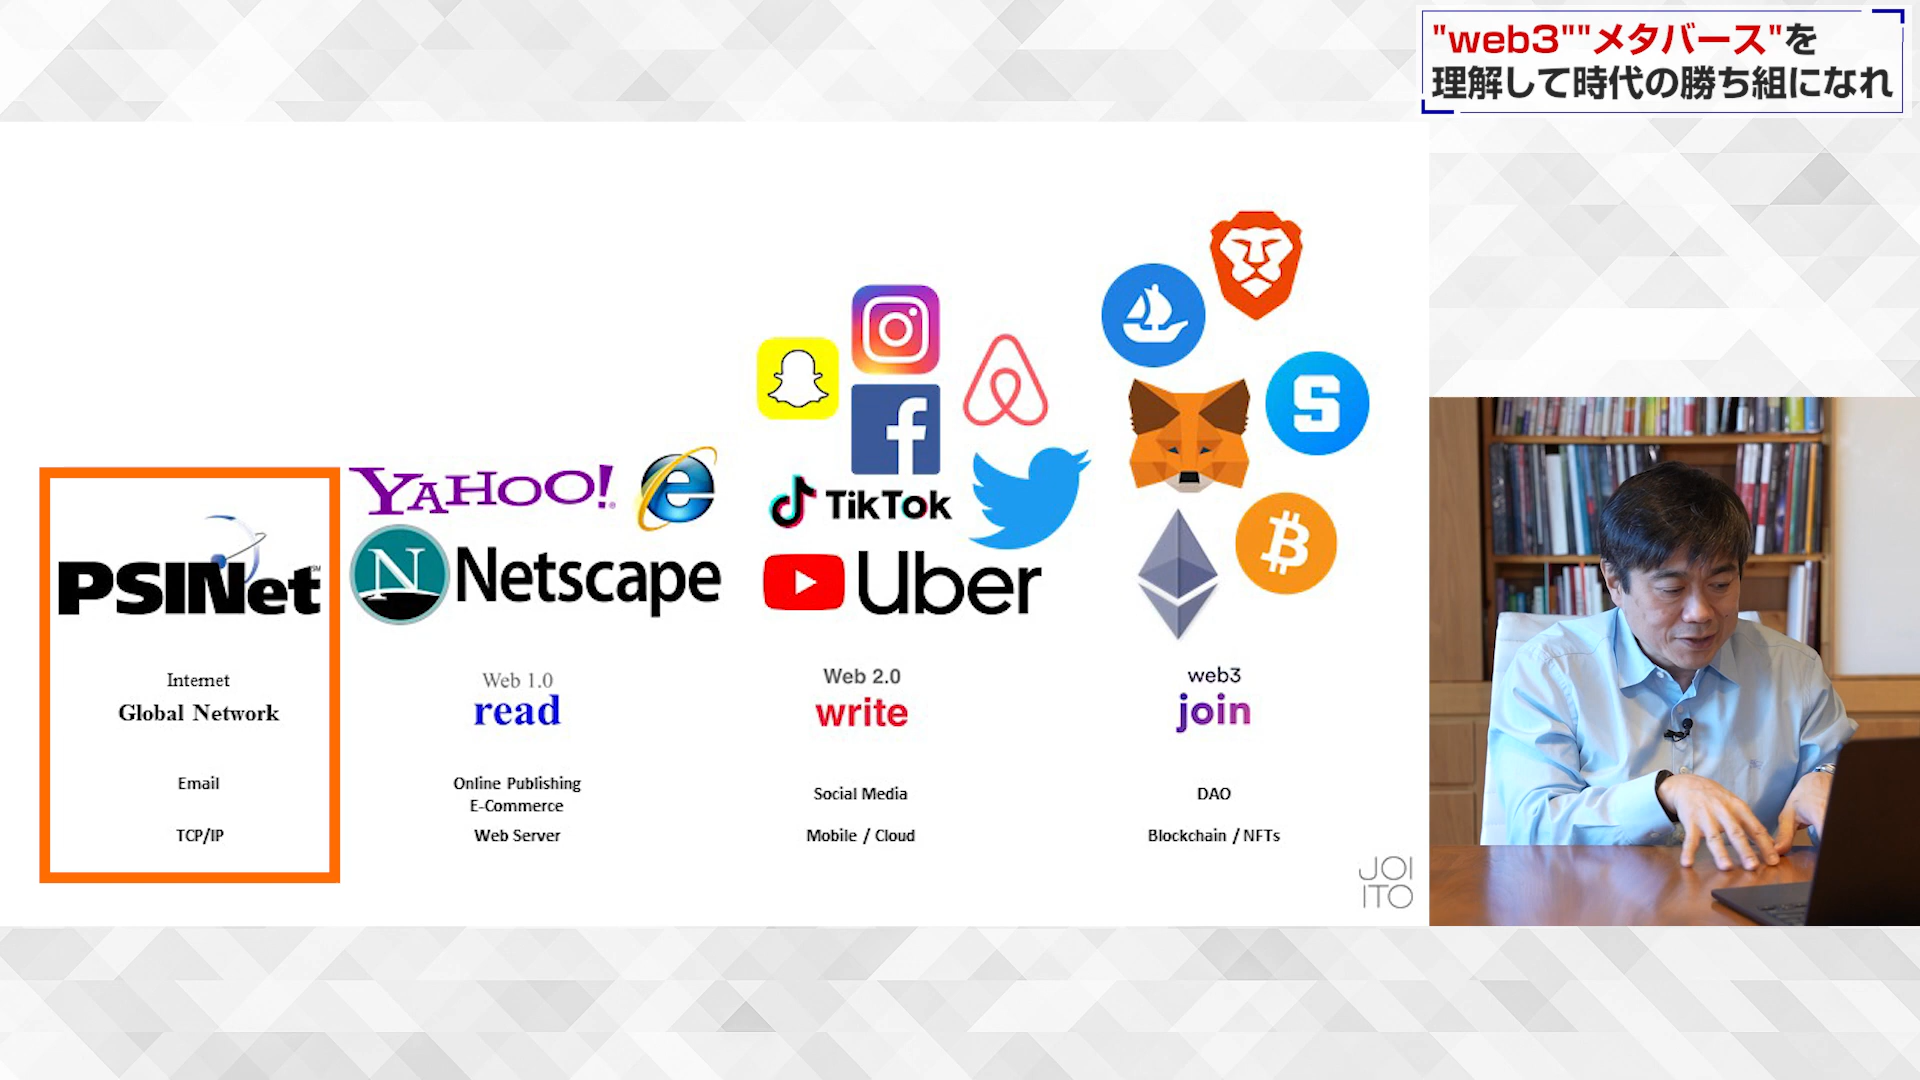 "web3""メタバース"を
理解して時代の勝ち組になれ
PSINet
SM
Internet
Global Network
Email
TCP/IP
YAHOO!
Netscape
Web 1.0
read
Online Publishing
E-Commerce
Web Server
TikTok
Uber
Web 2.0
write
Social Media
Mobile / Cloud
web3
join
DAO
Blockchain / NFTs
JOI
ITO